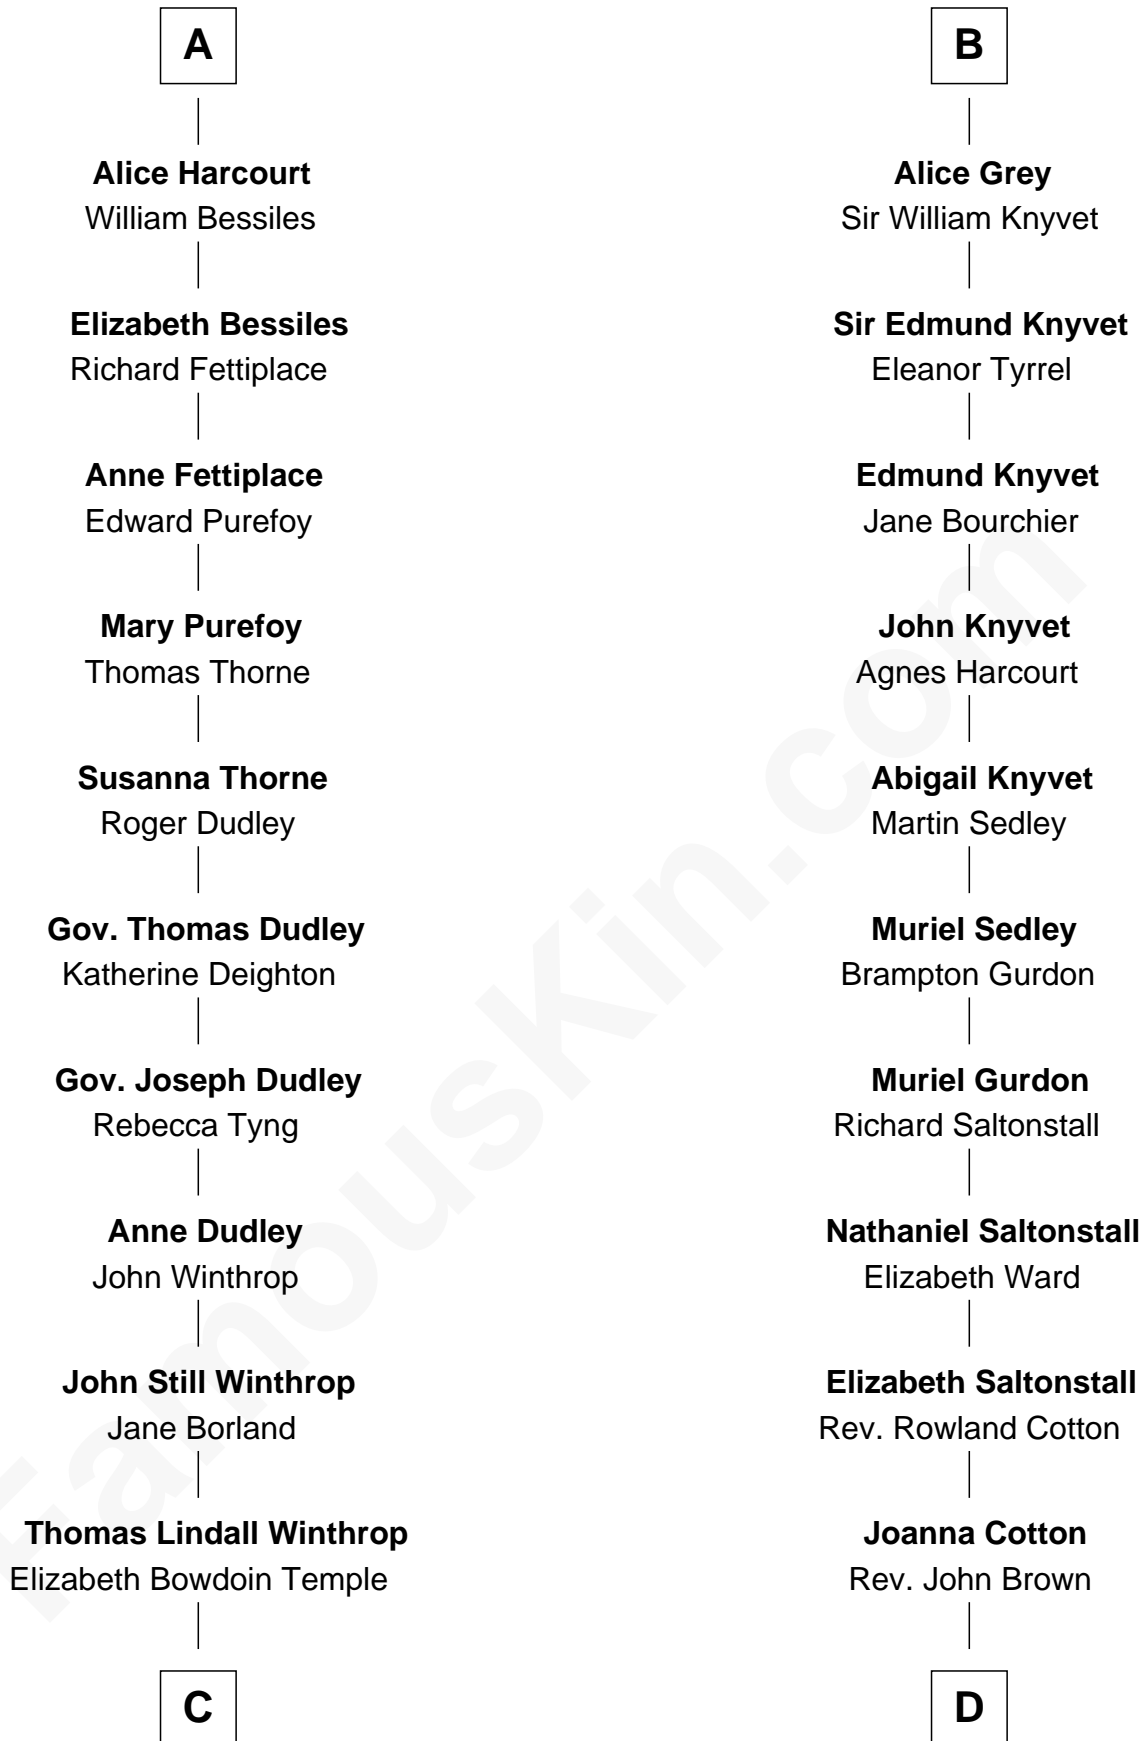 A
Alice Harcourt
William Bessiles
Elizabeth Bessiles
Richard Fettiplace
Anne Fettiplace
Edward Purefoy
Mary Purefoy
Thomas Thorne
Susanna Thorne
Roger Dudley
Gov. Thomas Dudley
Katherine Deighton
Gov. Joseph Dudley
Rebecca Tyng
Anne Dudley
John Winthrop
John Still Winthrop
Jane Borland
Thomas Lindall Winthrop
Elizabeth Bowdoin Temple
C
B
Alice Grey
Sir William Knyvet
Sir Edmund Knyvet
Eleanor Tyrrel
Edmund Knyvet
Jane Bourchier
John Knyvet
Agnes Harcourt
Abigail Knyvet
Martin Sedley
Muriel Sedley
Brampton Gurdon
Muriel Gurdon
Richard Saltonstall
Nathaniel Saltonstall
Elizabeth Ward
Elizabeth Saltonstall
Rev. Rowland Cotton
Joanna Cotton
Rev. John Brown
D
FamousKin.com